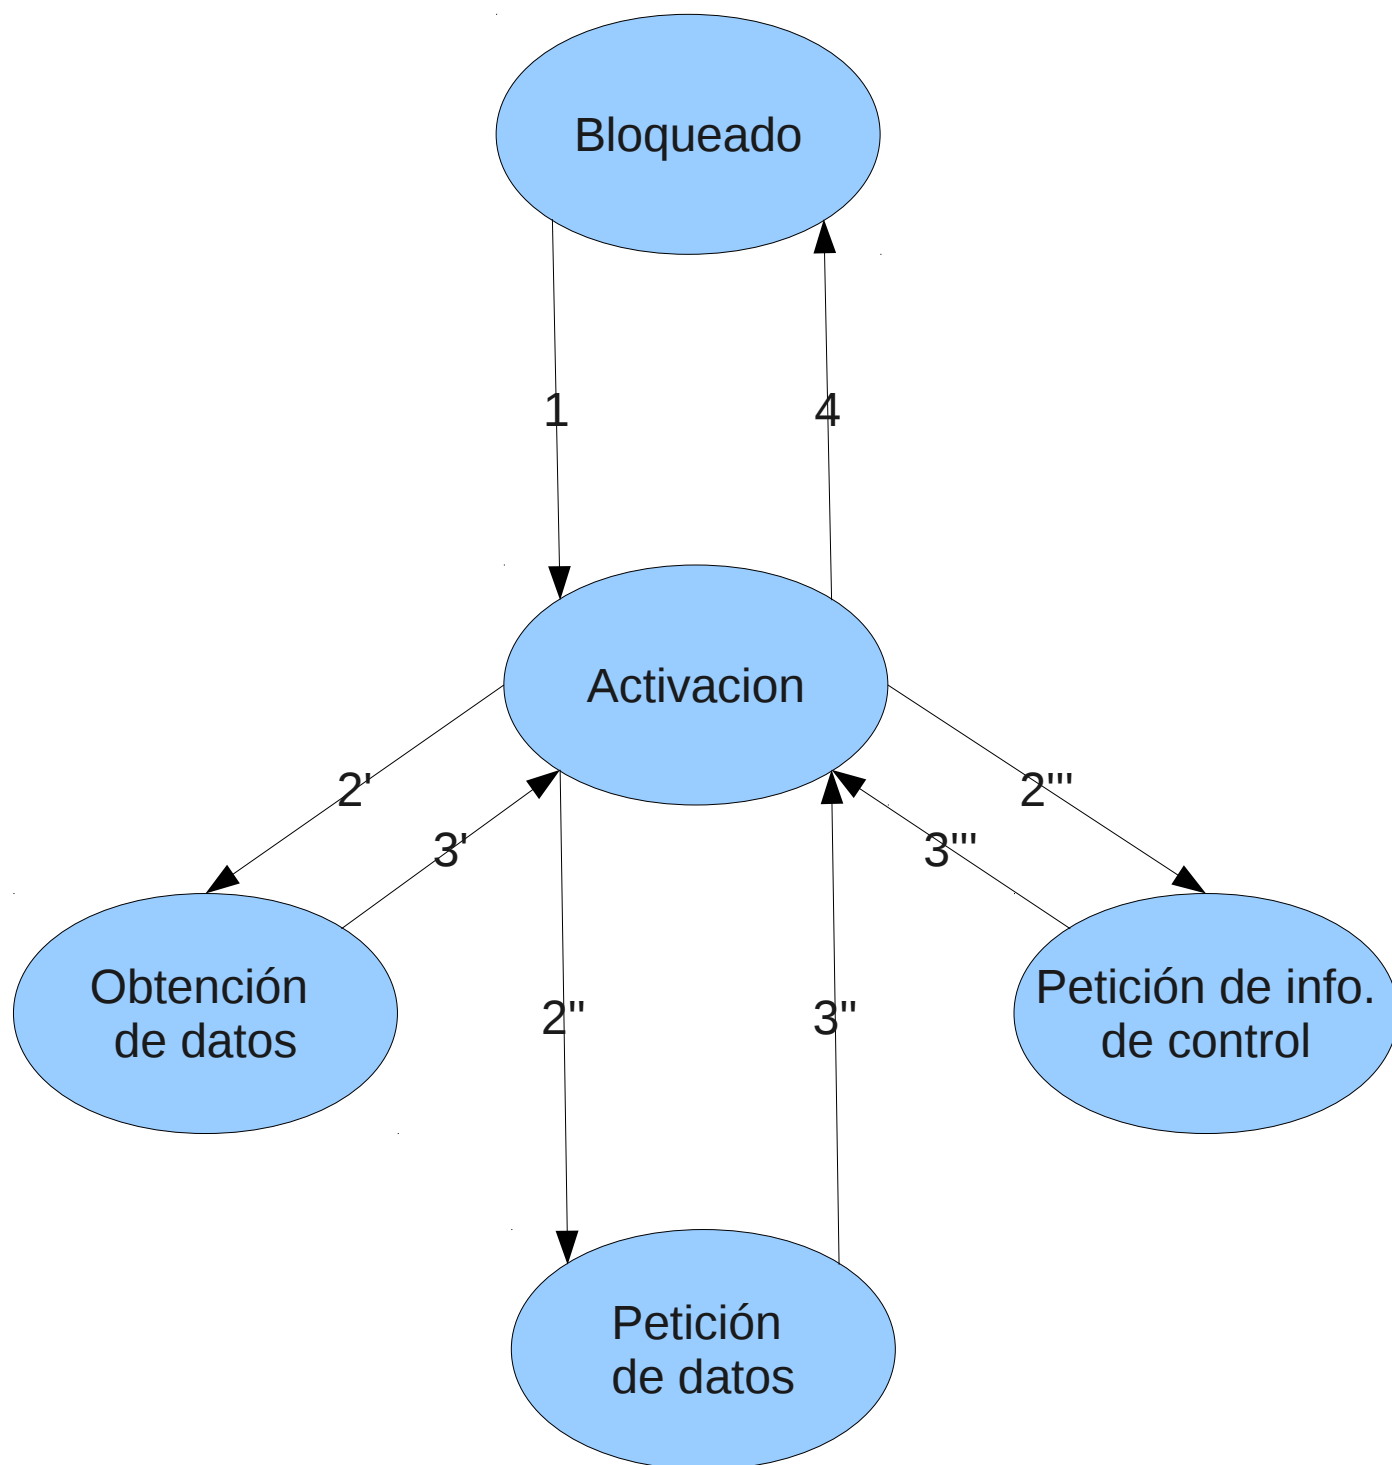 Bloqueado
1
4
Activacion
2'
2'''
3'
3'''
Obtención
de datos
Petición de info.
de control
2''
3''
Petición
de datos